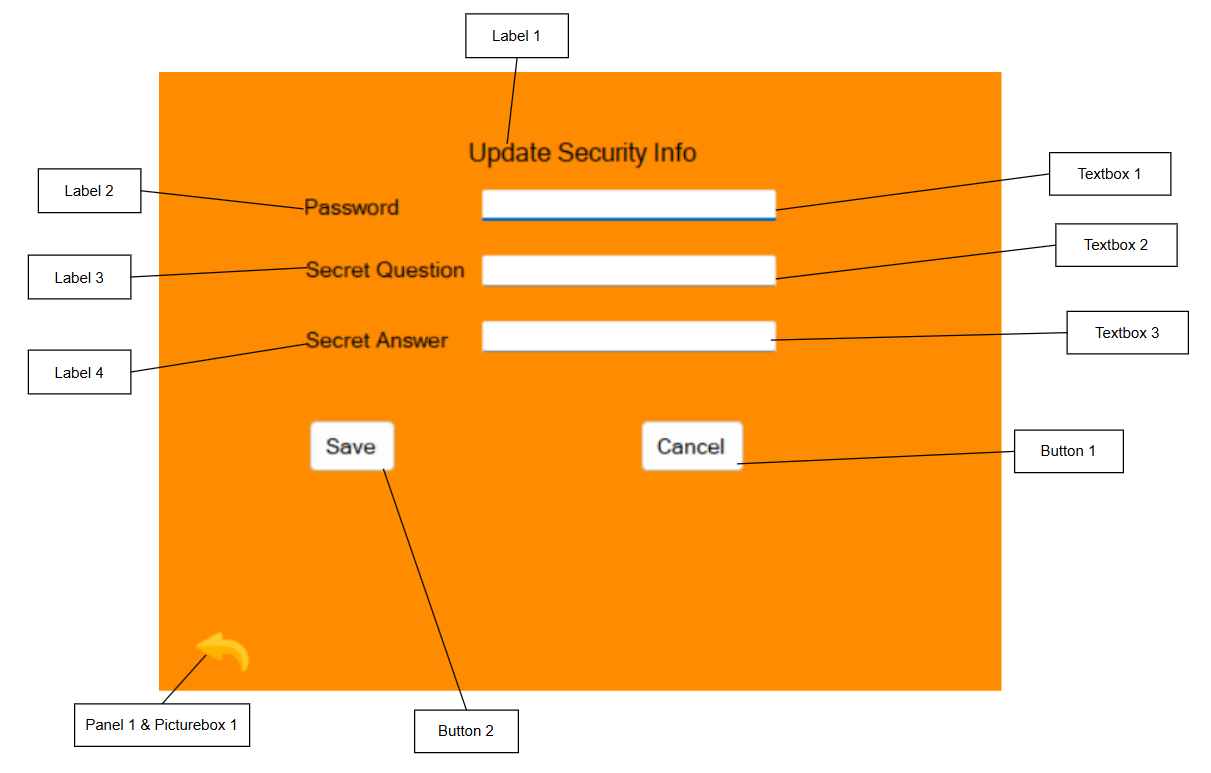 Label 1
Update Security Info
Label 2
Password
Textbox 1
Textbox 2
Label 3
Secret Question
Textbox 3
Secret Answer
Label 4
Save
Cancel
Button 1
Panel 1 & Picturebox 1
Button 2